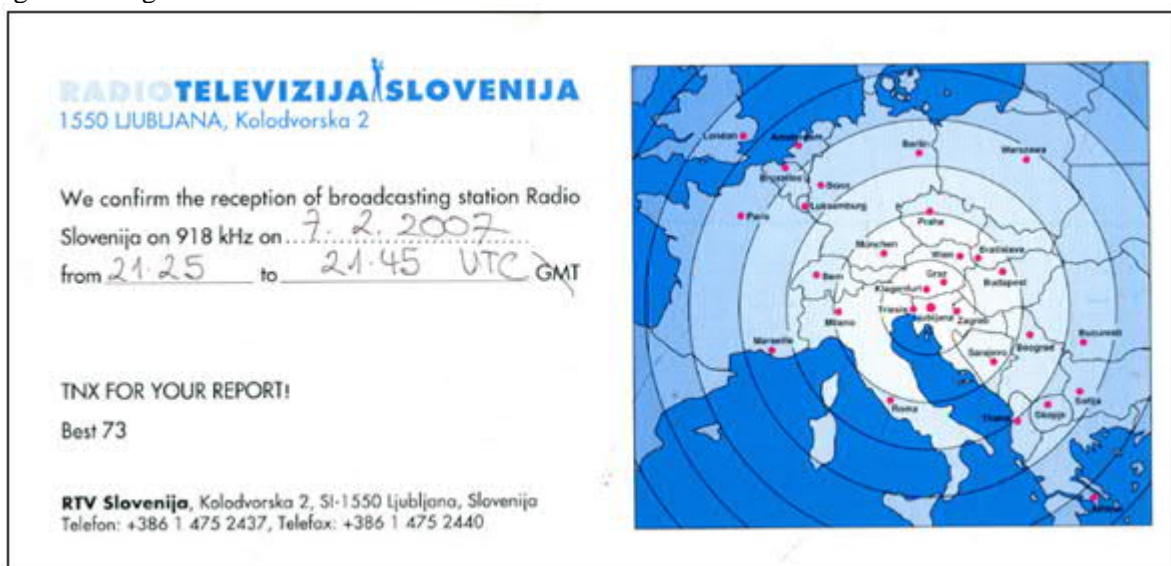 RADIOTELEVIZIJA SLOVENIJA
1550 LJUBLJANA, Kolodvorska 2
We confirm the reception of broadcasting station Radio
Slovenija on 918 kHz on 7. 2. 2007
from 21.25 to 21.45 UTC GMT
TNX FOR YOUR REPORT!
Best 73
RTV Slovenija, Kolodvorska 2, SI-1550 Ljubljana, Slovenija
Telefon: +386 1 475 2437, Telefax: +386 1 475 2440
London
Amsterdam
Berlin
Warszawa
Bruxelles
Bonn
Luksemburg
Paris
Praha
München
Wien
Bratislava
Bern
Graz
Budapest
Klagenfurt
Milano
Trieste
Ljubljana
Zagreb
Marseille
Beograd
Bucuresti
Sarajevo
Roma
Sofija
Skopje